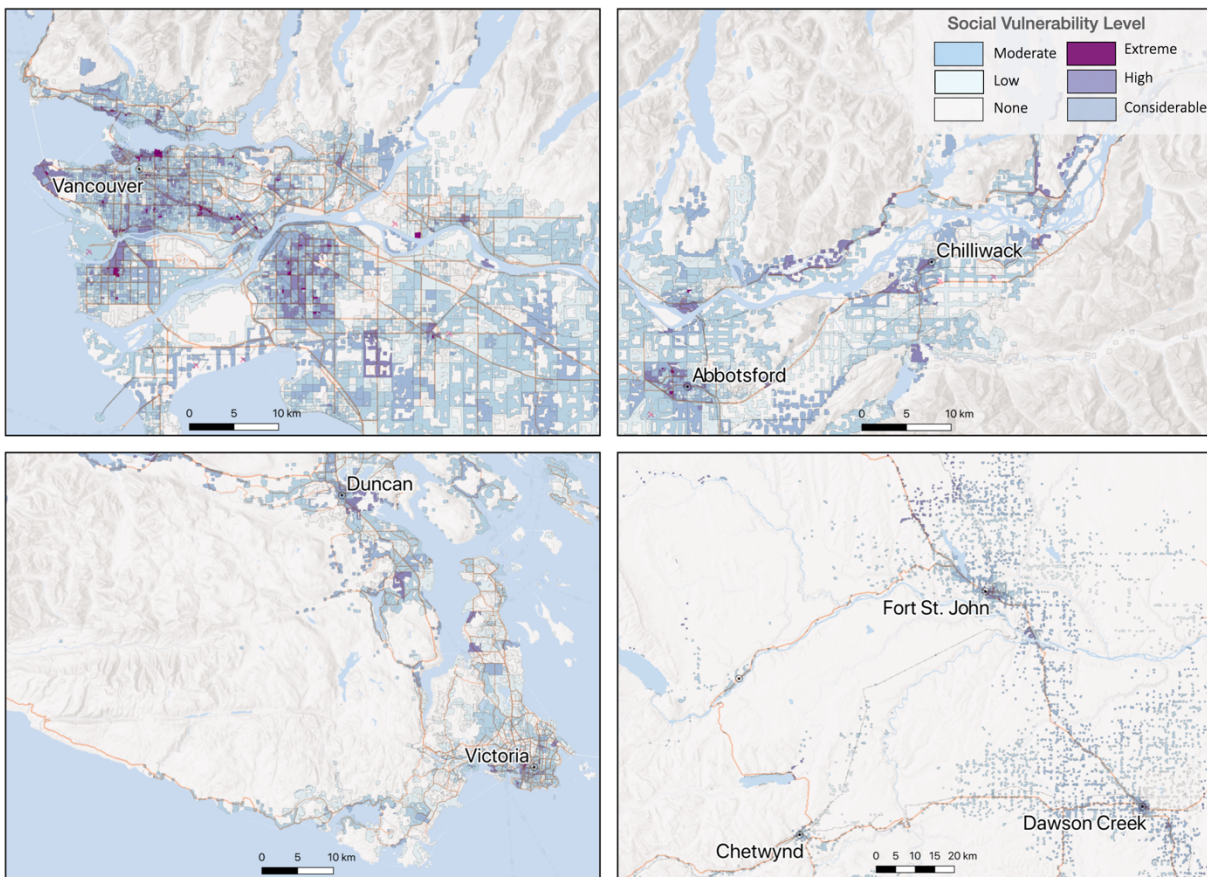 Social Vulnerability Level
Moderate Extreme
Low High
None Considerable
Vancouver
0 5 10 km
Chilliwack
Abbotsford
0 5 10 km
Duncan
Victoria
0 5 10 km
Fort St. John
Dawson Creek
Chetwynd
0 5 10 15 20 km